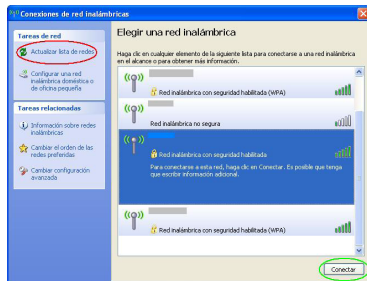 Conexiones de red inalámbricas
Tareas de red
Actualizar lista de redes
Configurar una red
inalámbrica doméstica o
de oficina pequeña
Tareas relacionadas
Información sobre redes
inalámbricas
Cambiar el orden de las
redes preferidas
Cambiar configuración
avanzada
Elegir una red inalámbrica
Haga clic en cualquier elemento de la siguiente lista para conectarse a una red inalámbrica
en el alcance o para obtener más información.
Red inalámbrica con seguridad habilitada (WPA)
Red inalámbrica no segura
Red inalámbrica con seguridad habilitada
Para conectarse a esta red, haga clic en Conectar. Es posible que tenga
que escribir información adicional.
Red inalámbrica con seguridad habilitada (WPA)
Conectar